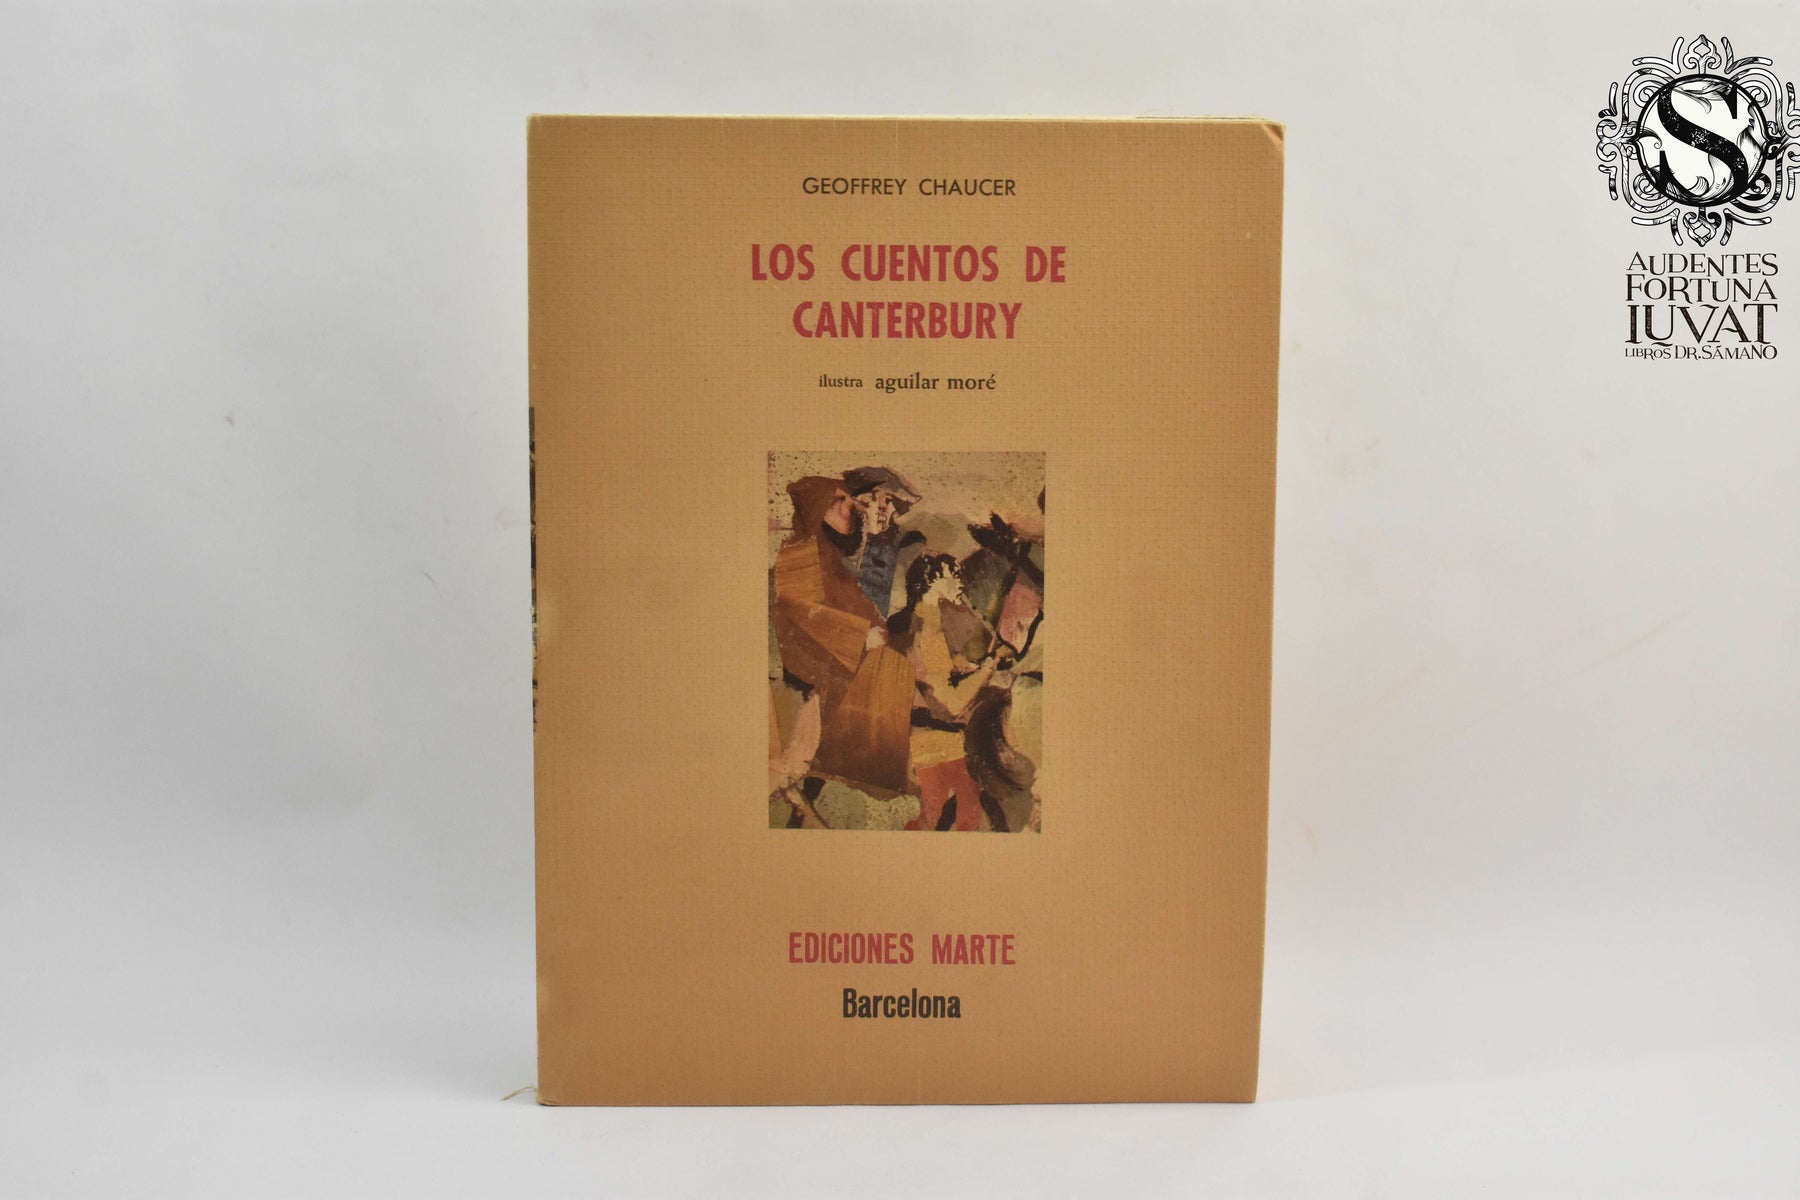 GEOFFREY CHAUCER
LOS CUENTOS DE
CANTERBURY
ilustra aguilar moré
EDICIONES MARTE
Barcelona
S
AUDENTES
FORTUNA
IUVAT
LIBROS DR. SÁMANO